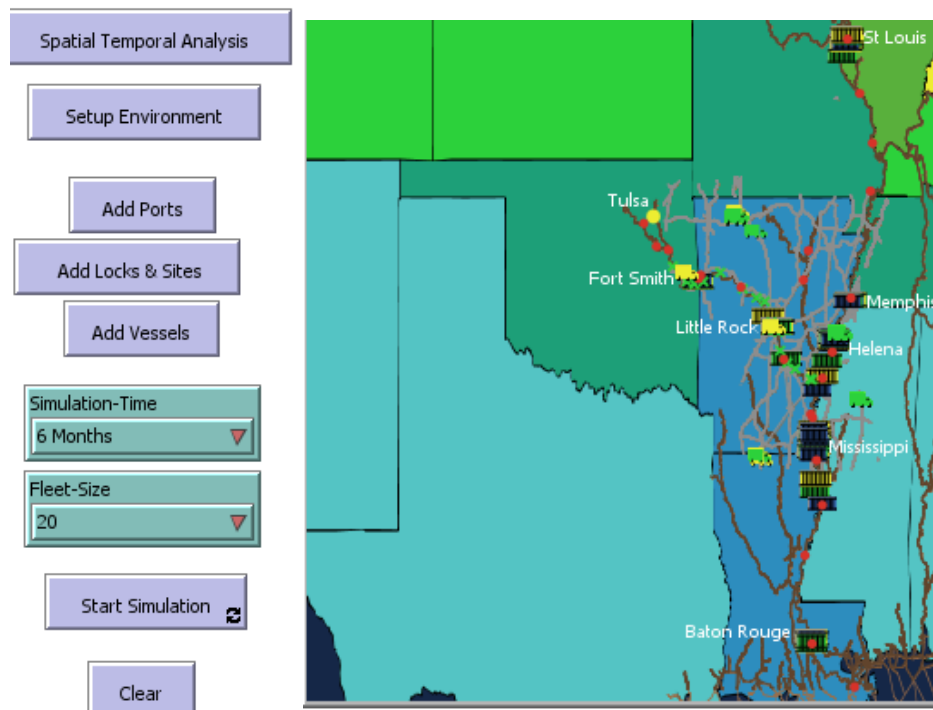 Spatial Temporal Analysis
Setup Environment
Add Ports
Add Locks & Sites
Add Vessels
Simulation-Time
6 Months
Fleet-Size
20
Start Simulation
Clear
St Louis
Tulsa
Fort Smith
Memphis
Little Rock
Helena
Mississippi
Baton Rouge